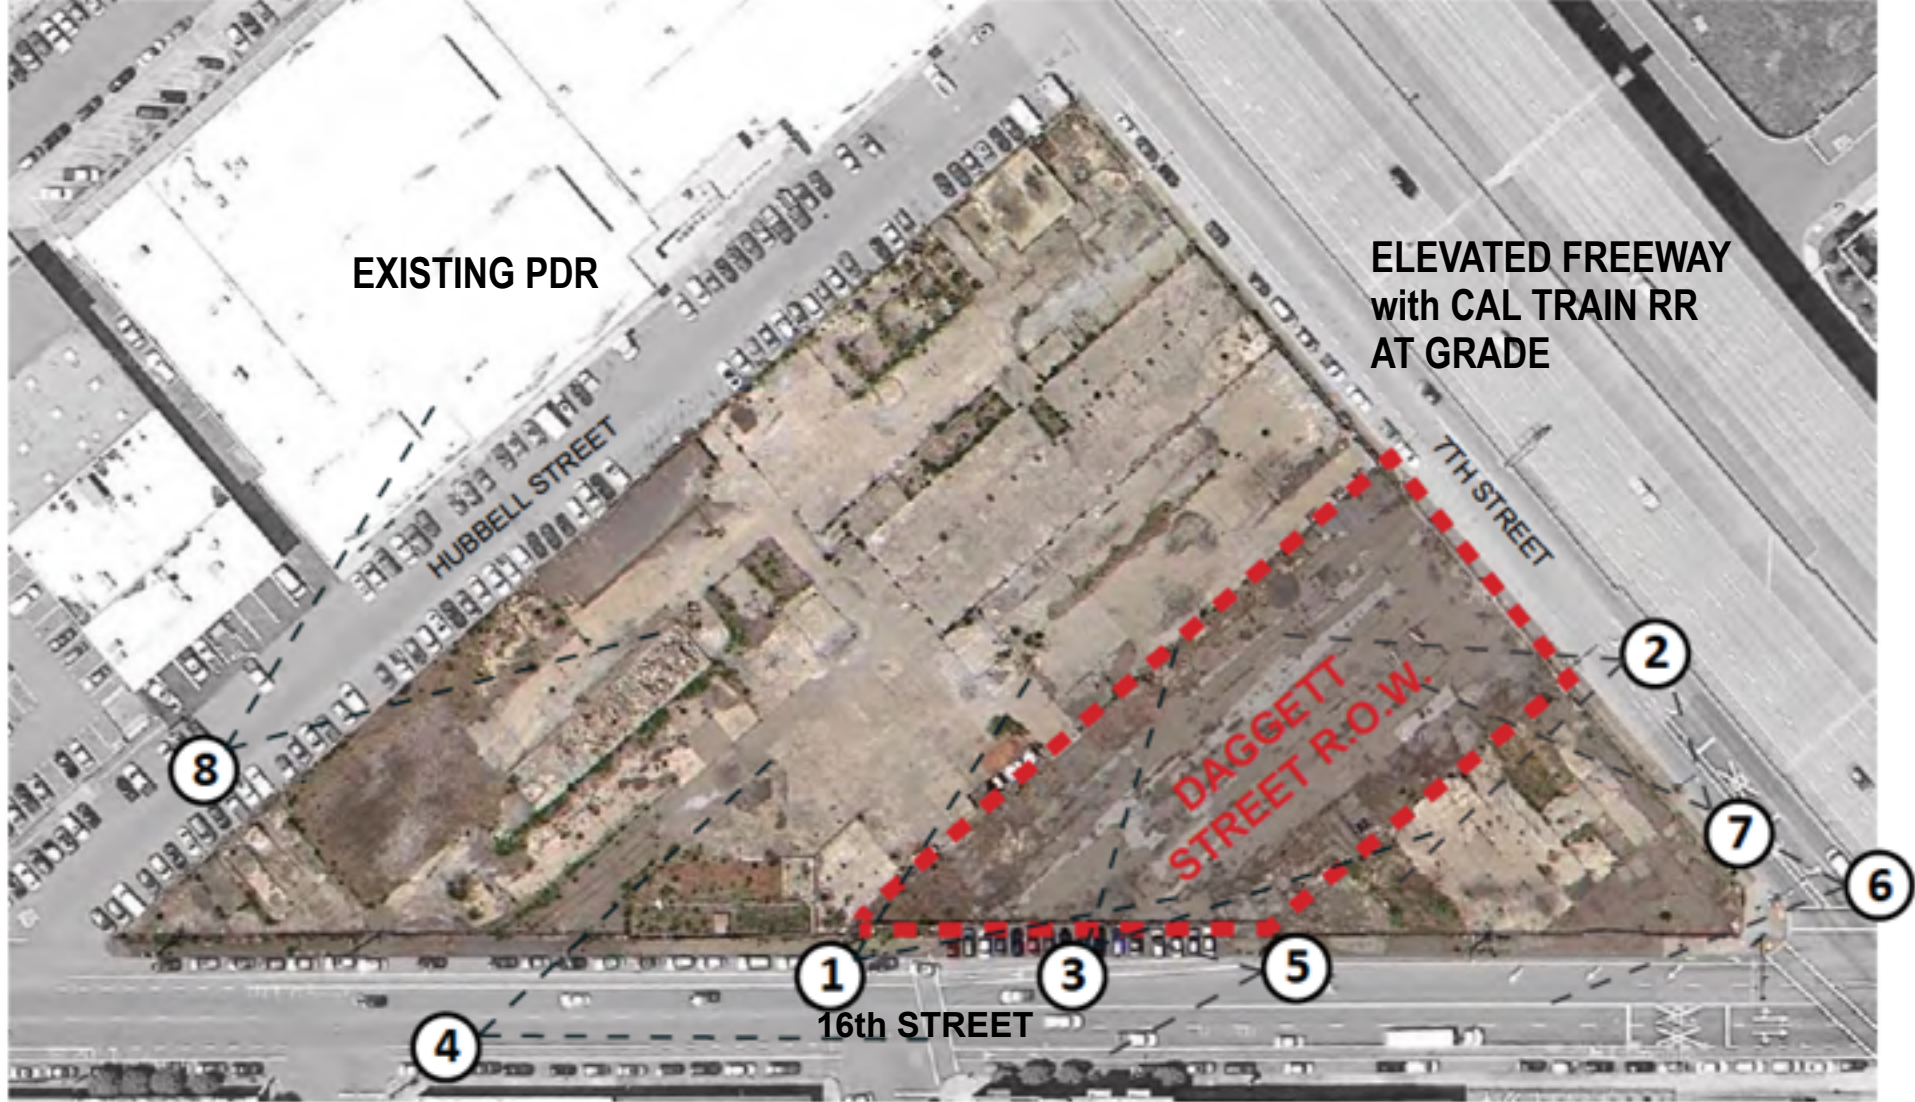 EXISTING PDR
ELEVATED FREEWAY
with CAL TRAIN RR
AT GRADE
HUBBELL STREET
7TH STREET
DAGGETT
STREET R.O.W.
2
8
7
6
1
3
5
16th STREET
4